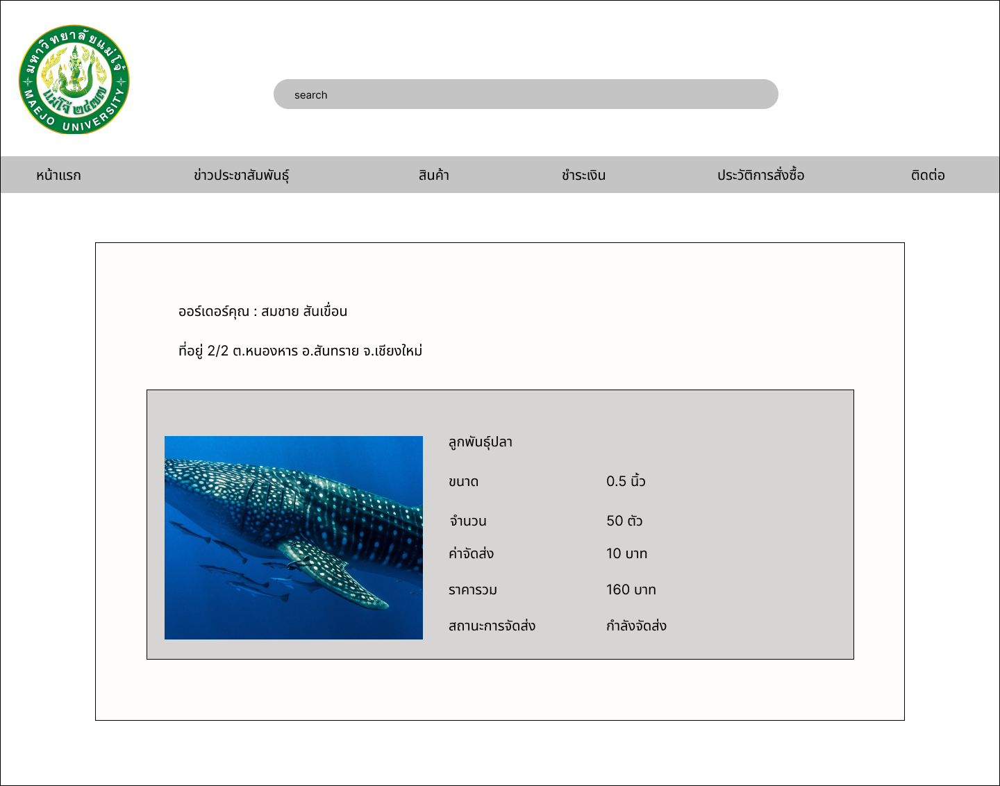 มหาวิทยาลัยแม่โจ้
แม่โจ้ ๒๔๗๗
MAEJO UNIVERSITY
search
หน้าแรก ข่าวประชาสัมพันธุ์ สินค้า ชำระเงิน ประวัติการสั่งซื้อ ติดต่อ
ออร์เดอร์คุณ : สมชาย สันเขื่อน
ที่อยู่ 2/2 ต.หนองหาร อ.สันทราย จ.เชียงใหม่
ลูกพันธุ์ปลา
ขนาด 0.5 นิ้ว
จำนวน 50 ตัว
ค่าจัดส่ง 10 บาท
ราคารวม 160 บาท
สถานะการจัดส่ง กำลังจัดส่ง